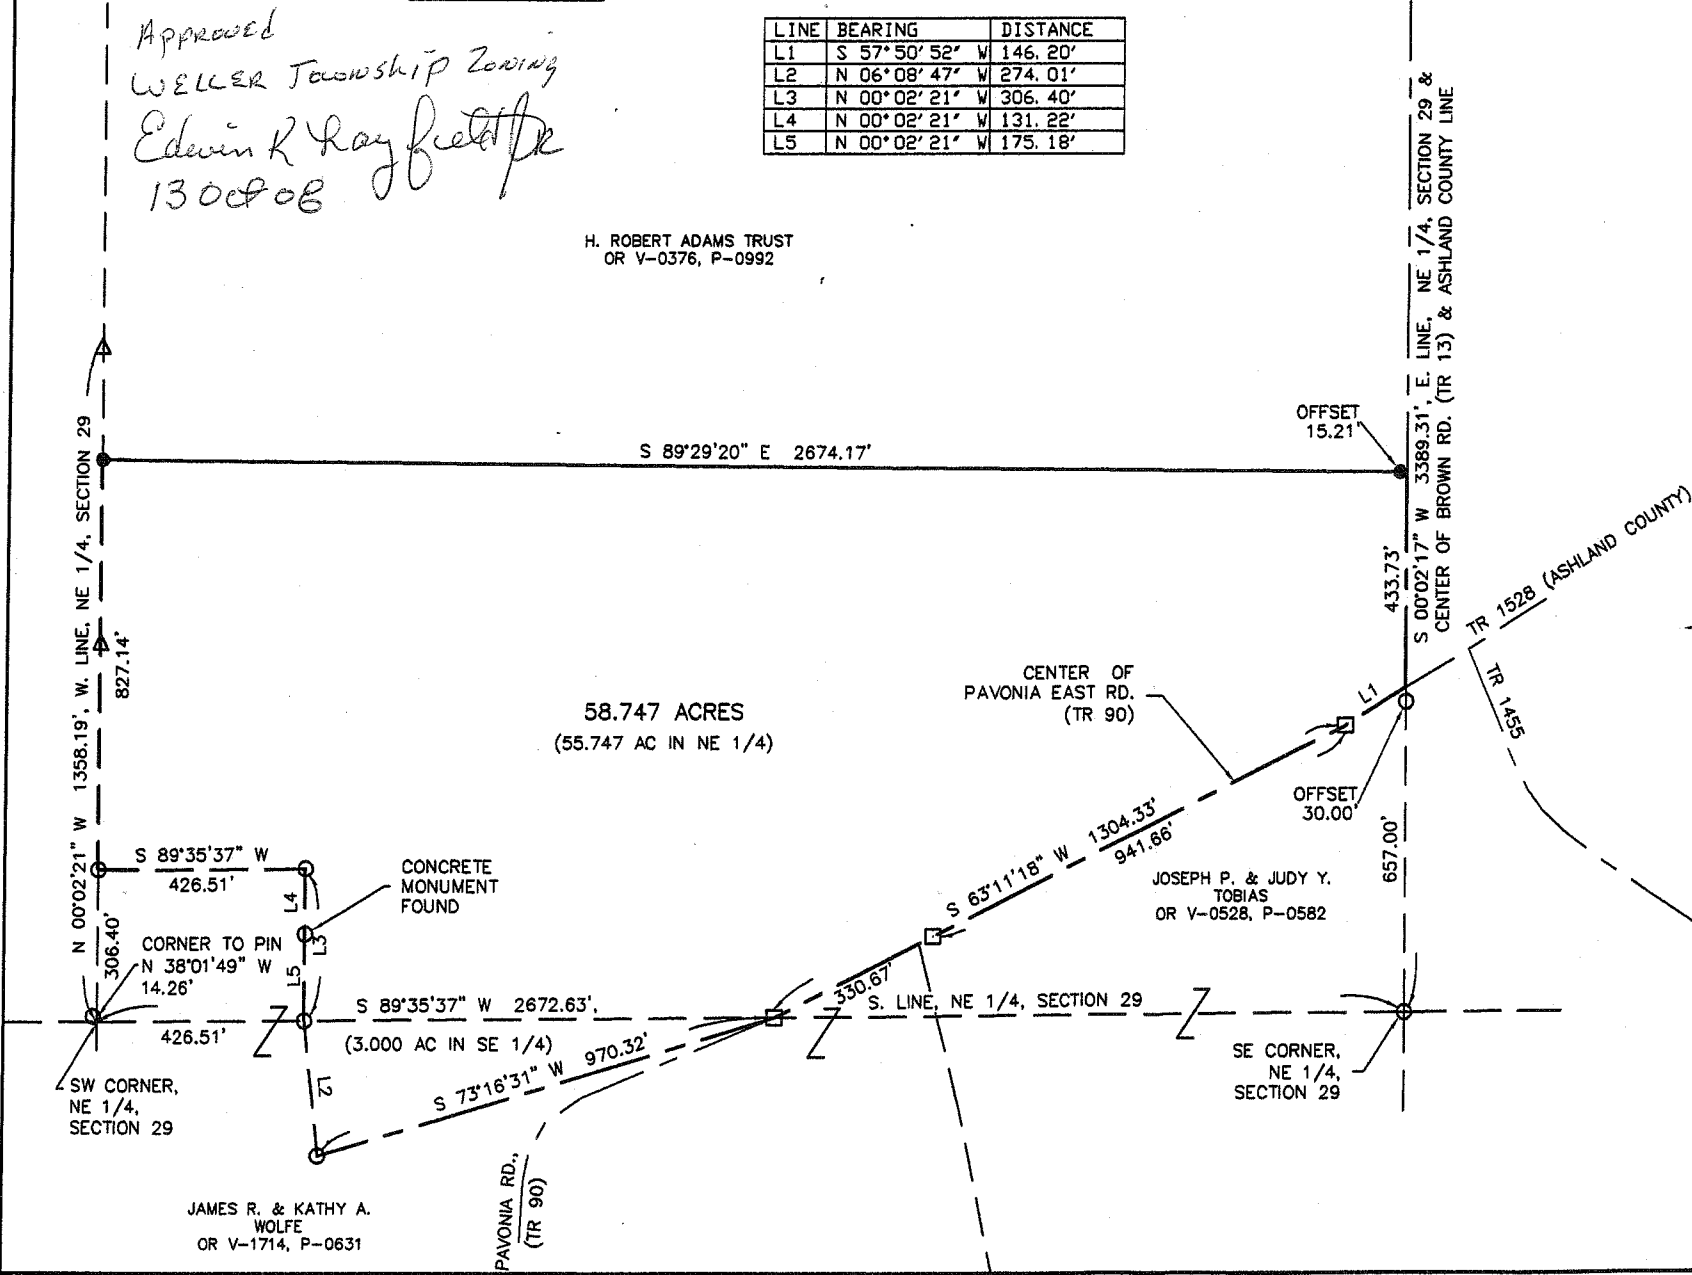 Approved
WELLER Township Zoning
Edwin R
13 Oct 08
LINE BEARING DISTANCE
L1 S 57°50'52" W 146.20'
L2 N 06°08'47" W 274.01'
L3 N 00°02'21" W 306.40'
L4 N 00°02'21" W 131.22'
L5 N 00°02'21" W 175.18'
H. ROBERT ADAMS TRUST
OR V-0376, P-0992
S 00°02'17" W 3389.31', E. LINE, NE 1/4, SECTION 29 &
CENTER OF BROWN RD. (TR 13) & ASHLAND COUNTY LINE
N 00°02'21" W 1358.19', W. LINE, NE 1/4, SECTION 29
OFFSET
15.21'
S 89°29'20" E 2674.17'
433.73'
TR 1528 (ASHLAND COUNTY)
TR 1455
827.14'
CENTER OF
PAVONIA EAST RD.
(TR 90)
L1
58.747 ACRES
(55.747 AC IN NE 1/4)
OFFSET
30.00'
S 63°11'18" W 1304.33'
941.66'
657.00'
S 89°35'37" W
426.51'
CONCRETE
MONUMENT
FOUND
L4
L3
L5
JOSEPH P. & JUDY Y.
TOBIAS
OR V-0528, P-0582
306.40'
CORNER TO PIN
N 38°01'49" W
14.26'
330.67'
S 89°35'37" W 2672.63',
S. LINE, NE 1/4, SECTION 29
426.51'
(3.000 AC IN SE 1/4)
S 73°16'31" W 970.32'
L2
SW CORNER,
NE 1/4,
SECTION 29
SE CORNER,
NE 1/4,
SECTION 29
PAVONIA RD.,
(TR 90)
JAMES R. & KATHY A.
WOLFE
OR V-1714, P-0631